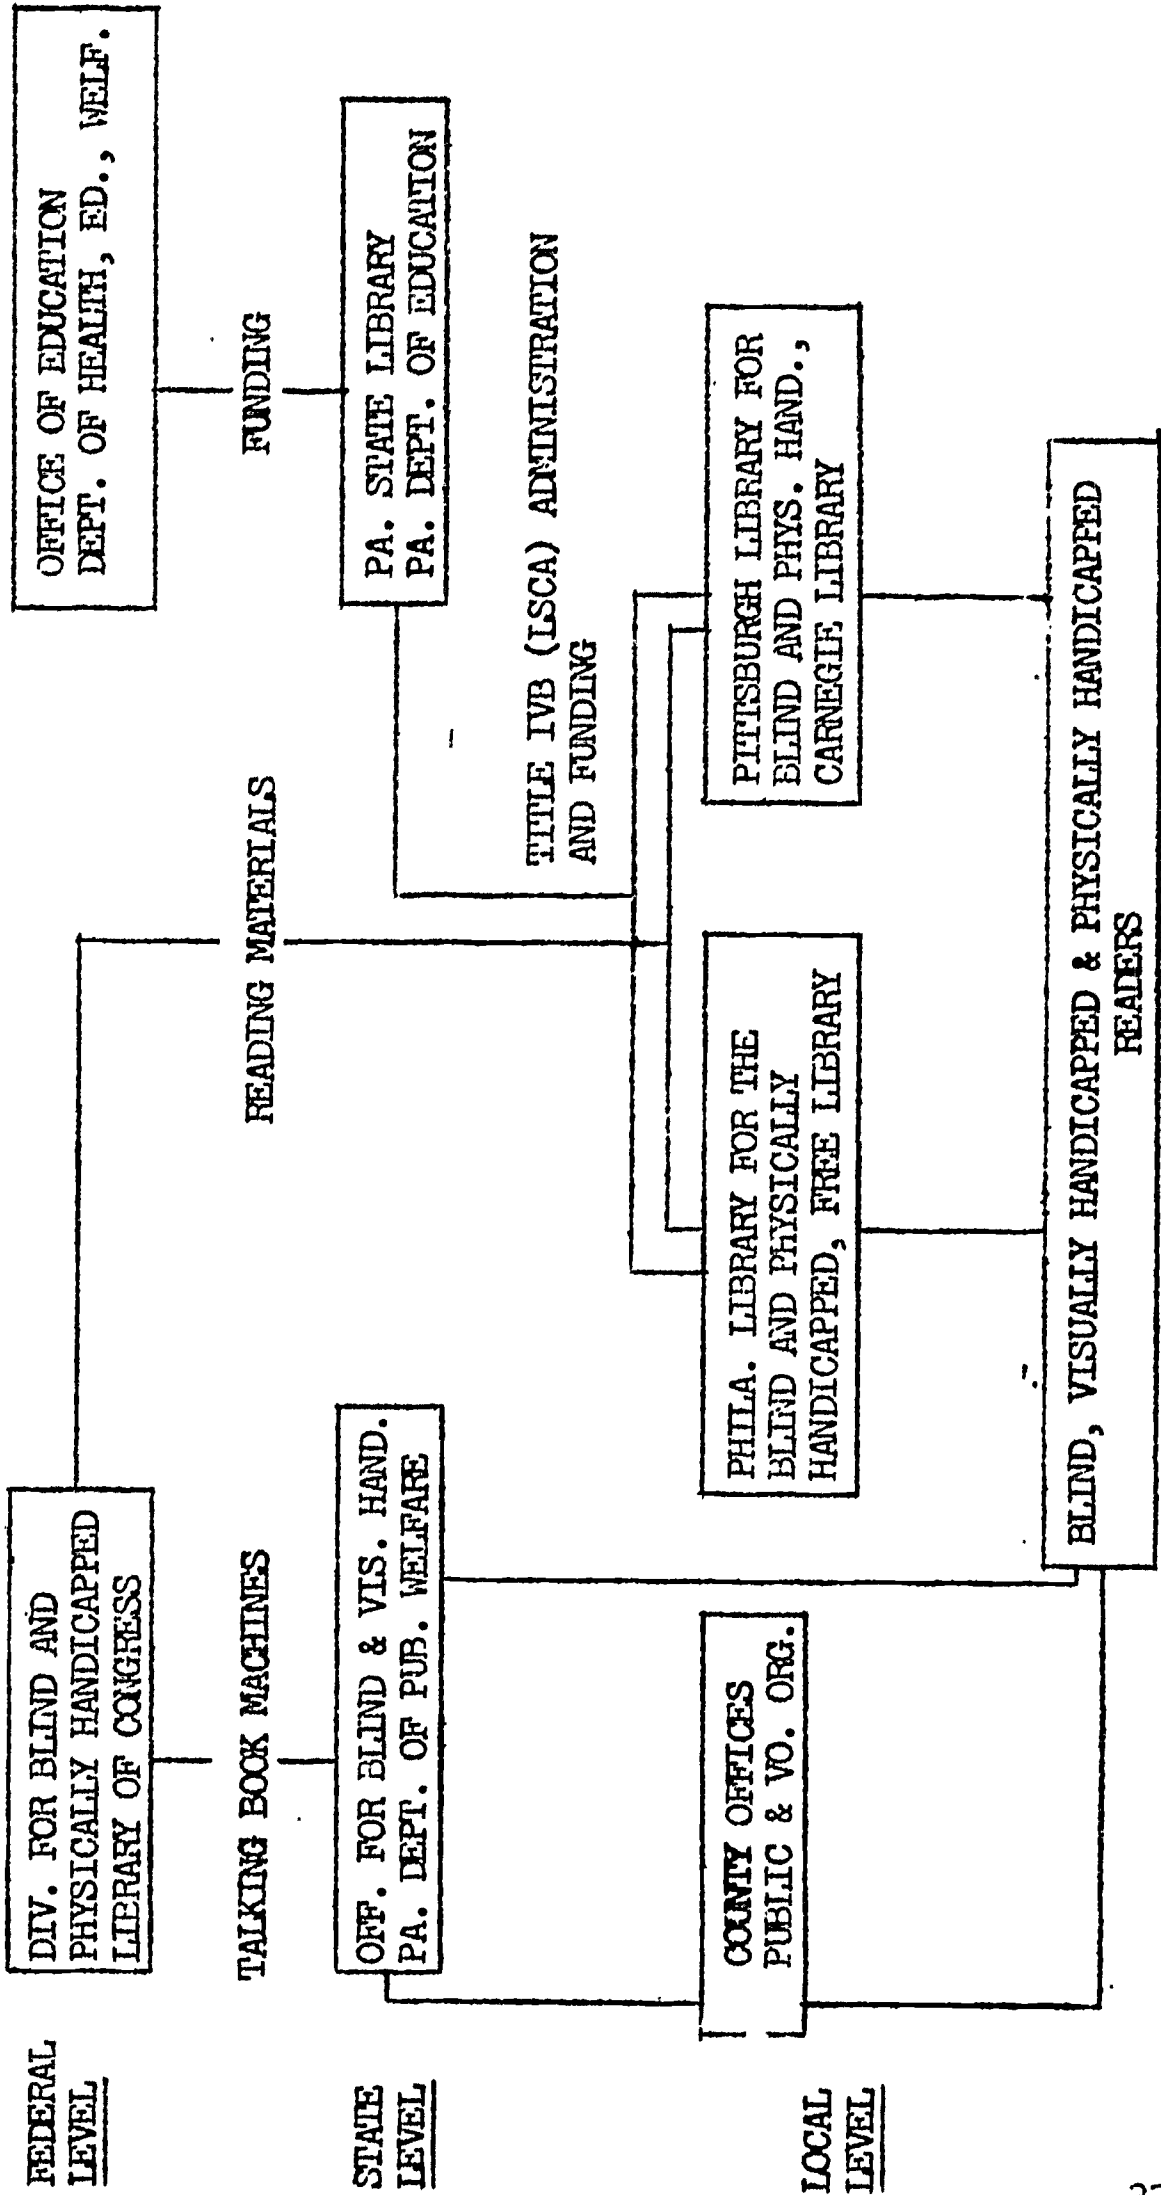 FEDERAL
LEVEL
DIV. FOR BLIND AND
PHYSICALLY HANDICAPPED
LIBRARY OF CONGRESS
OFFICE OF EDUCATION
DEPT. OF HEALTH, ED., WELF.
TALKING BOOK MACHINES
READING MATERIALS
FUNDING
STATE
LEVEL
OFF. FOR BLIND & VIS. HAND.
PA. DEPT. OF PUB. WELFARE
PA. STATE LIBRARY
PA. DEPT. OF EDUCATION
TITLE IVB (LSCA) ADMINISTRATION
AND FUNDING
LOCAL
LEVEL
COUNTY OFFICES
PUBLIC & VO. ORG.
PHILA. LIBRARY FOR THE
BLIND AND PHYSICALLY
HANDICAPPED, FREE LIBRARY
PITTSBURGH LIBRARY FOR
BLIND AND PHYS. HAND.,
CARNEGIE LIBRARY
BLIND, VISUALLY HANDICAPPED & PHYSICALLY HANDICAPPED
READERS